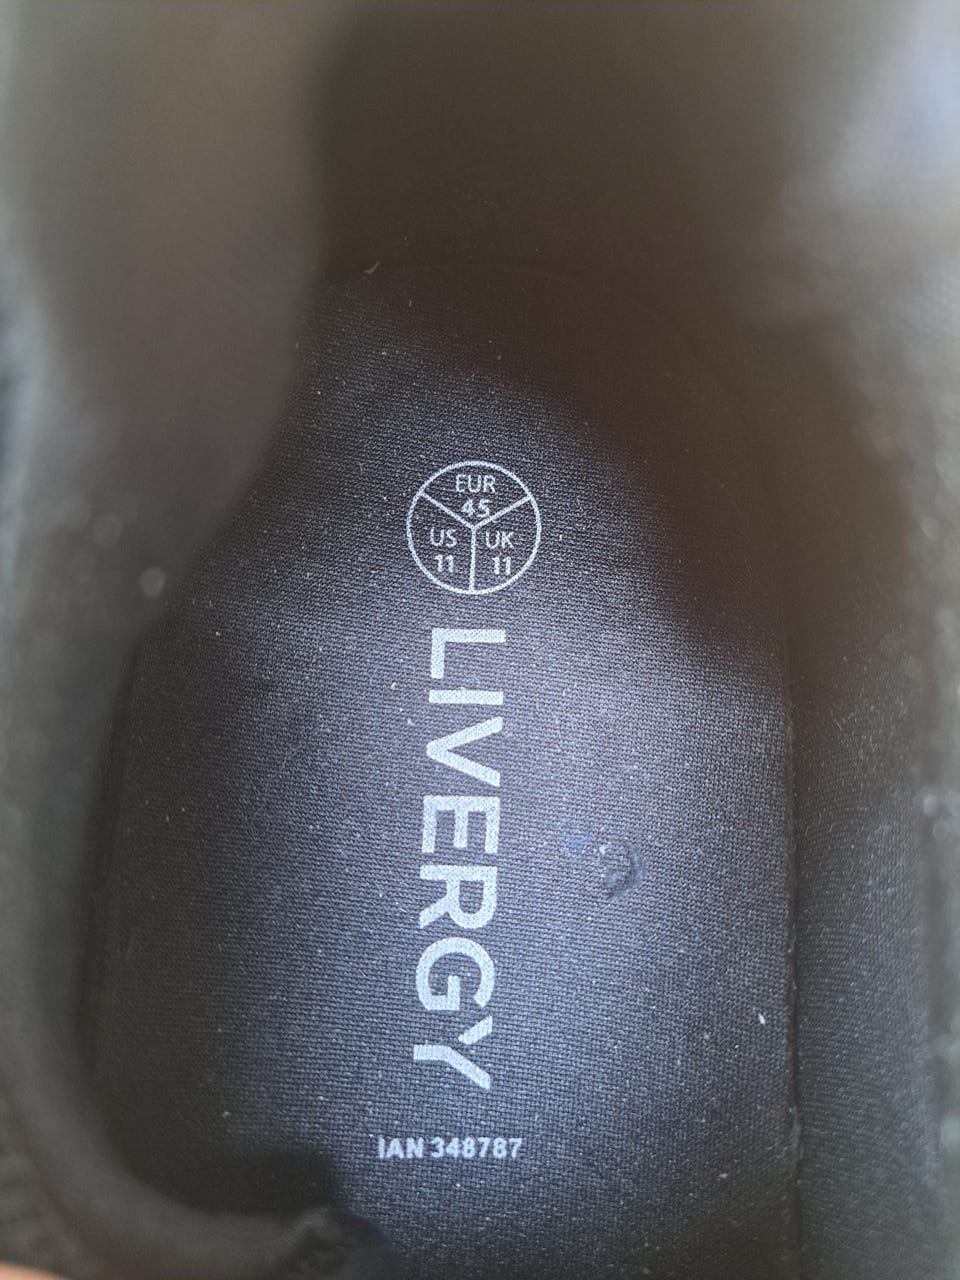 EUR
45
US
11
UK
11
LIVERGY
IAN 348787